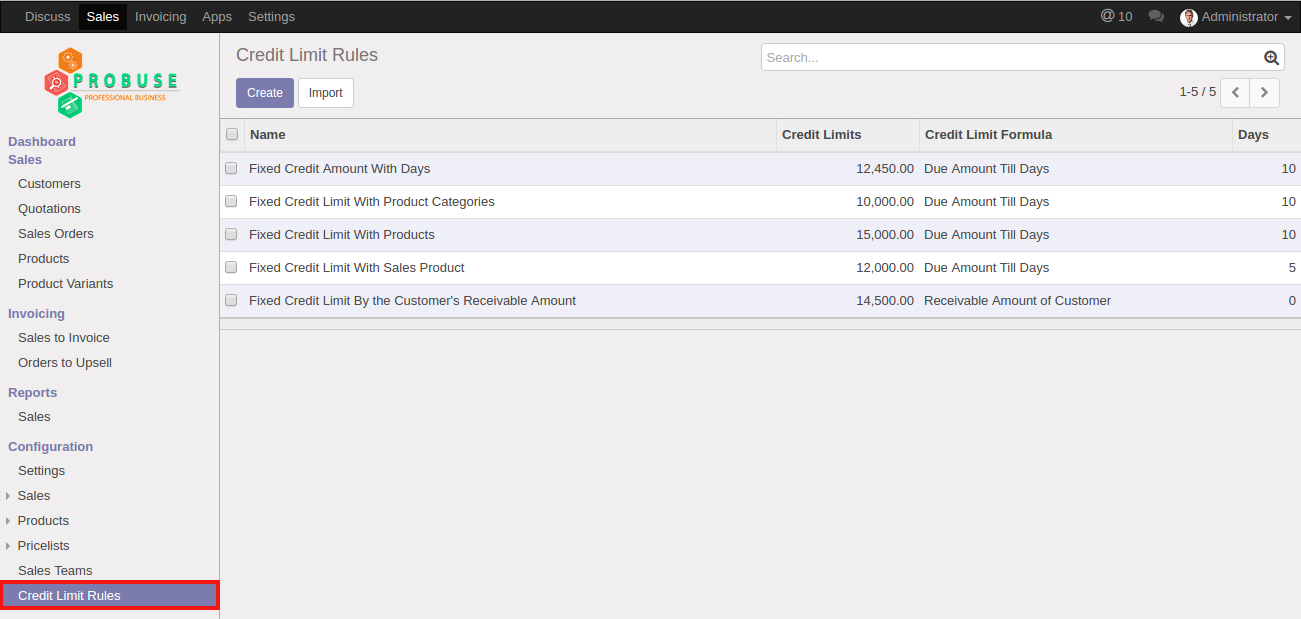 Discuss Sales Invoicing Apps Settings @ 10 Administrator
PROBUSE
PROFESSIONAL BUSINESS
Dashboard
Sales
Customers
Quotations
Sales Orders
Products
Product Variants
Invoicing
Sales to Invoice
Orders to Upsell
Reports
Sales
Configuration
Settings
Sales
Products
Pricelists
Sales Teams
Credit Limit Rules
Credit Limit Rules
Search...
Create Import
1-5 / 5
Name Credit Limits Credit Limit Formula Days
Fixed Credit Amount With Days 12,450.00 Due Amount Till Days 10
Fixed Credit Limit With Product Categories 10,000.00 Due Amount Till Days 10
Fixed Credit Limit With Products 15,000.00 Due Amount Till Days 10
Fixed Credit Limit With Sales Product 12,000.00 Due Amount Till Days 5
Fixed Credit Limit By the Customer's Receivable Amount 14,500.00 Receivable Amount of Customer 0